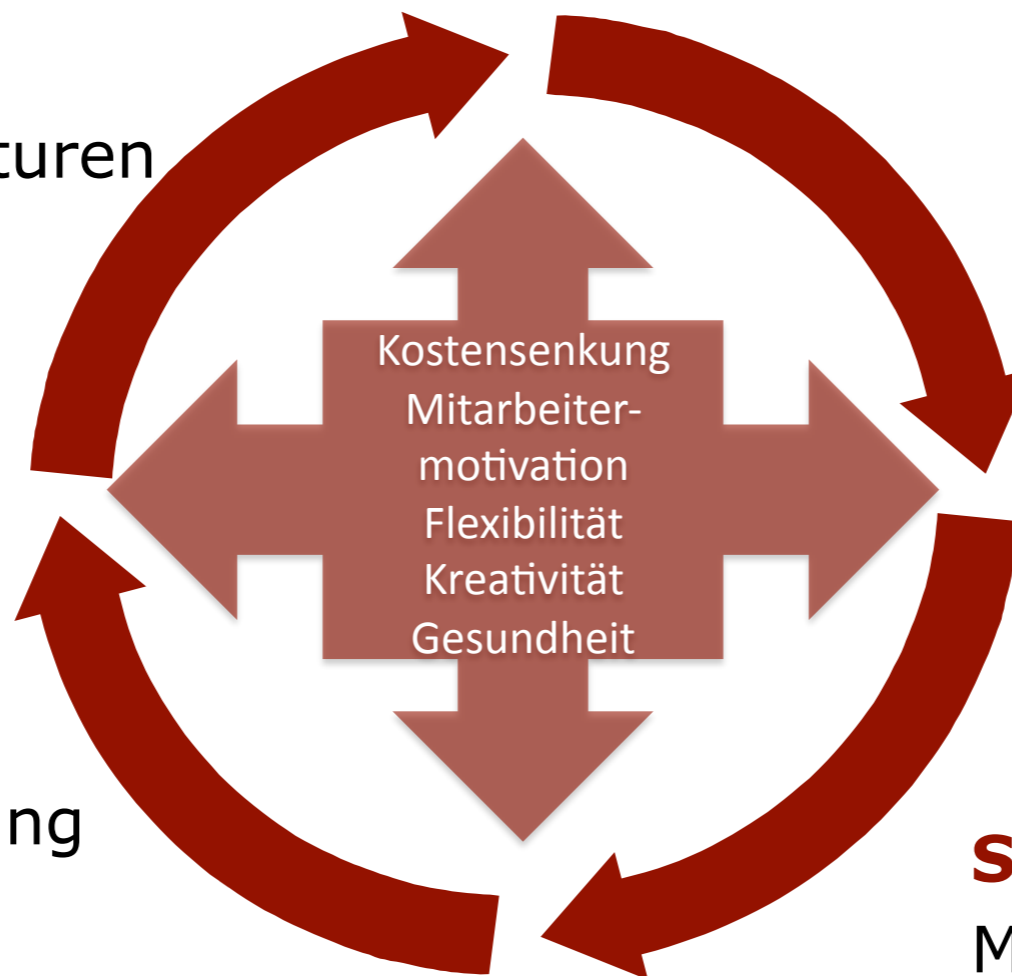 turen
Kostensenkung
Mitarbeiter-
motivation
Flexibilität
Kreativität
Gesundheit
ng
S
M